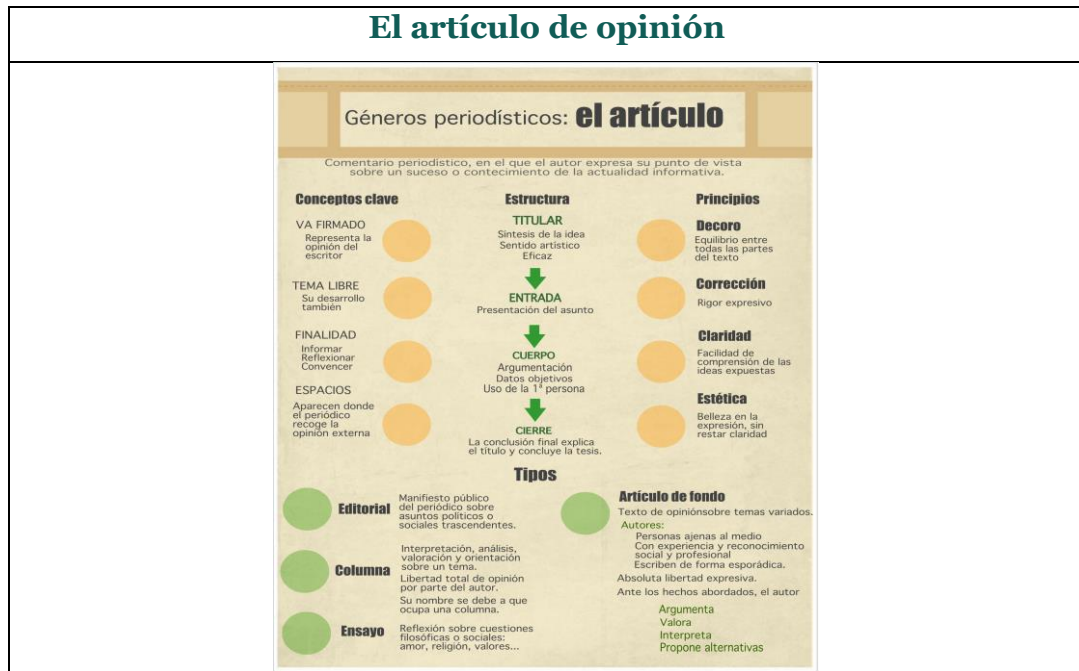 El artículo de opinión
Géneros periodísticos: el artículo
Comentario periodístico, en el que el autor expresa su punto de vista
sobre un suceso o contecimiento de la actualidad informativa.
Conceptos clave
VA FIRMADO
Representa la
opinión del
escritor
TEMA LIBRE
Su desarrollo
también
FINALIDAD
Informar
Reflexionar
Convencer
ESPACIOS
Aparecen donde
el periódico
recoge la
opinión externa
Estructura
TITULAR
Síntesis de la idea
Sentido artístico
Eficaz
ENTRADA
Presentación del asunto
CUERPO
Argumentación
Datos objetivos
Uso de la 1ª persona
CIERRE
La conclusión final explica
el título y concluye la tesis.
Principios
Decoro
Equilibrio entre
todas las partes
del texto
Corrección
Rigor expresivo
Claridad
Facilidad de
comprensión de las
ideas expuestas
Estética
Belleza en la
expresión, sin
restar claridad
Tipos
Editorial
Manifiesto público
del periódico sobre
asuntos políticos o
sociales trascendentes.
Columna
Interpretación, análisis,
valoración y orientación
sobre un tema.
Libertad total de opinión
por parte del autor.
Su nombre se debe a que
ocupa una columna.
Ensayo
Reflexión sobre cuestiones
filosóficas o sociales:
amor, religión, valores...
Artículo de fondo
Texto de opiniónsobre temas variados.
Autores:
Personas ajenas al medio
Con experiencia y reconocimiento
social y profesional
Escriben de forma esporádica.
Absoluta libertad expresiva.
Ante los hechos abordados, el autor
Argumenta
Valora
Interpreta
Propone alternativas